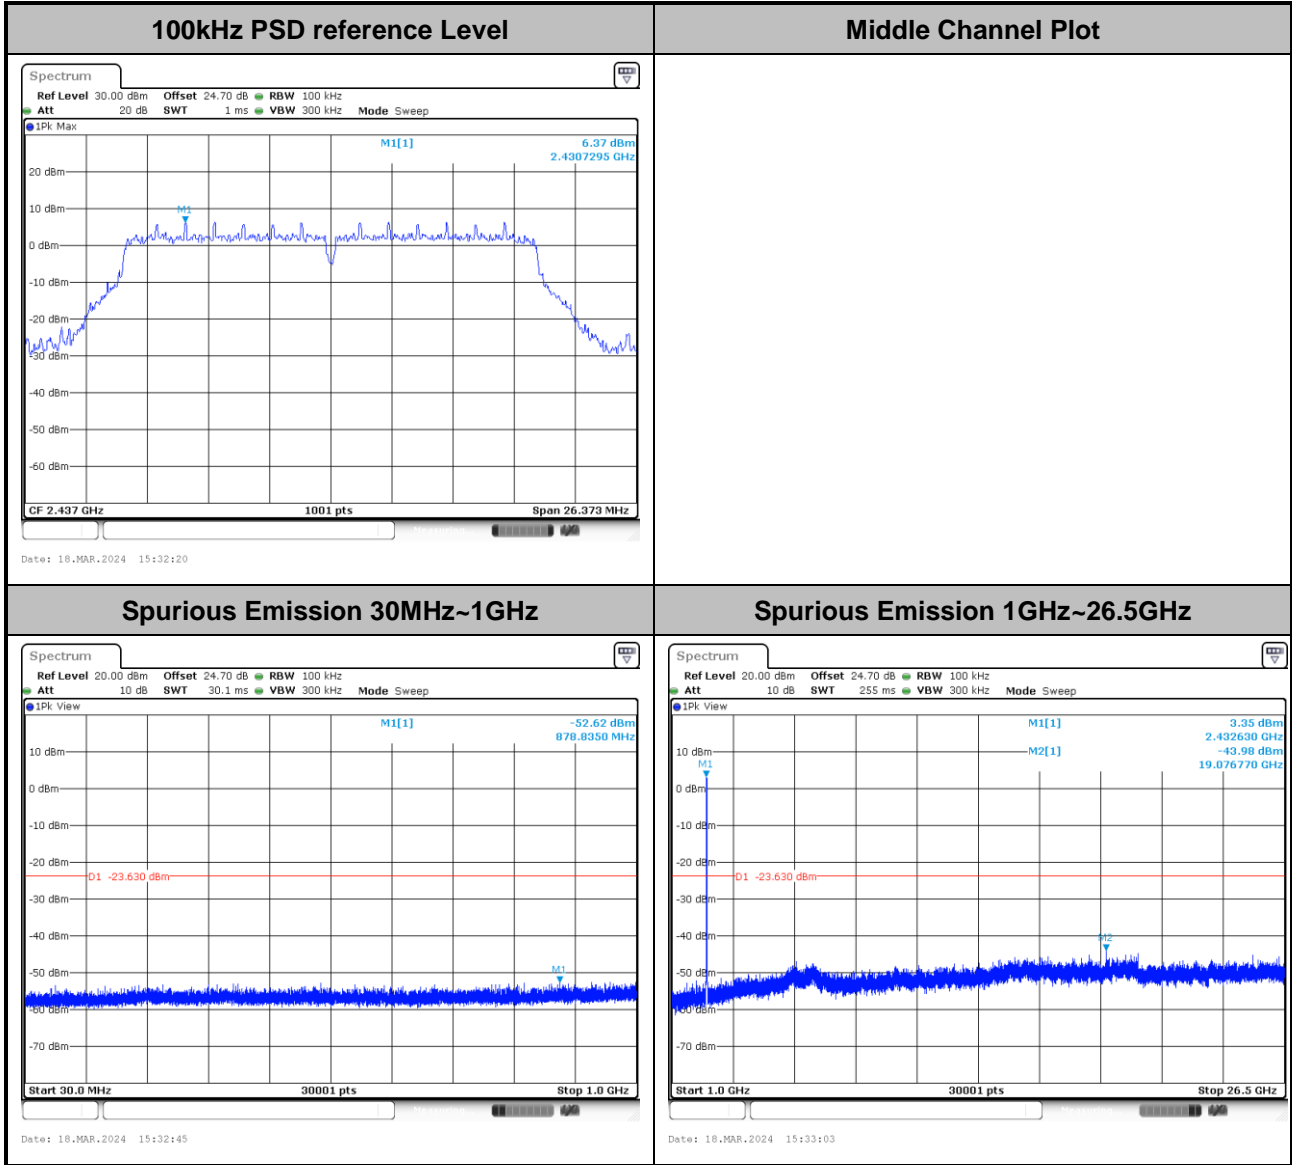 100kHz PSD reference Level
Middle Channel Plot
Spectrum
Ref Level 30.00 dBm Offset 24.70 dB RBW 100 kHz
Att 20 dB SWT 1 ms VBW 300 kHz Mode Sweep
1Pk Max
M1[1] 6.37 dBm
2.4307295 GHz
20 dBm
10 dBm
M1
0 dBm
-10 dBm
-20 dBm
-30 dBm
-40 dBm
-50 dBm
-60 dBm
CF 2.437 GHz 1001 pts Span 26.373 MHz
Date: 18.MAR.2024 15:32:20
Spurious Emission 30MHz~1GHz
Spurious Emission 1GHz~26.5GHz
Spectrum
Ref Level 20.00 dBm Offset 24.70 dB RBW 100 kHz
Att 10 dB SWT 30.1 ms VBW 300 kHz Mode Sweep
1Pk View
M1[1] -52.62 dBm
878.8350 MHz
10 dBm
0 dBm
-10 dBm
-20 dBm
D1 -23.630 dBm
-30 dBm
-40 dBm
-50 dBm
M1
-60 dBm
-70 dBm
Start 30.0 MHz 30001 pts Stop 1.0 GHz
Date: 18.MAR.2024 15:32:45
Spectrum
Ref Level 20.00 dBm Offset 24.70 dB RBW 100 kHz
Att 10 dB SWT 255 ms VBW 300 kHz Mode Sweep
1Pk View
M1[1] 3.35 dBm
2.432630 GHz
10 dBm M2[1] -43.98 dBm
M1 19.076770 GHz
0 dBm
-10 dBm
-20 dBm
D1 -23.630 dBm
-30 dBm
-40 dBm
M2
-50 dBm
-60 dBm
-70 dBm
Start 1.0 GHz 30001 pts Stop 26.5 GHz
Date: 18.MAR.2024 15:33:03